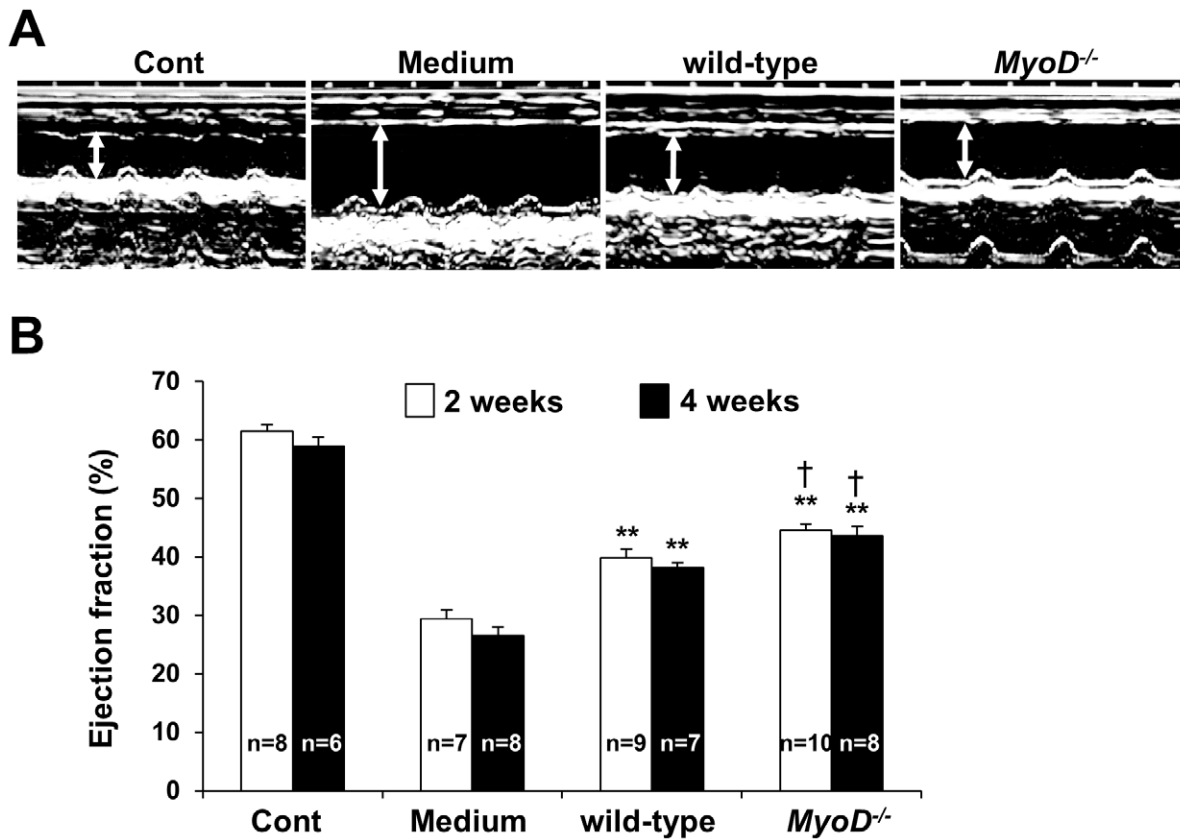 A
Cont Medium wild-type MyoD-/-
B
Ejection fraction (%)
70
60
50
40
30
20
10
0
2 weeks 4 weeks
** ** † ** † **
n=8 n=6 n=7 n=8 n=9 n=7 n=10 n=8
Cont Medium wild-type MyoD-/-